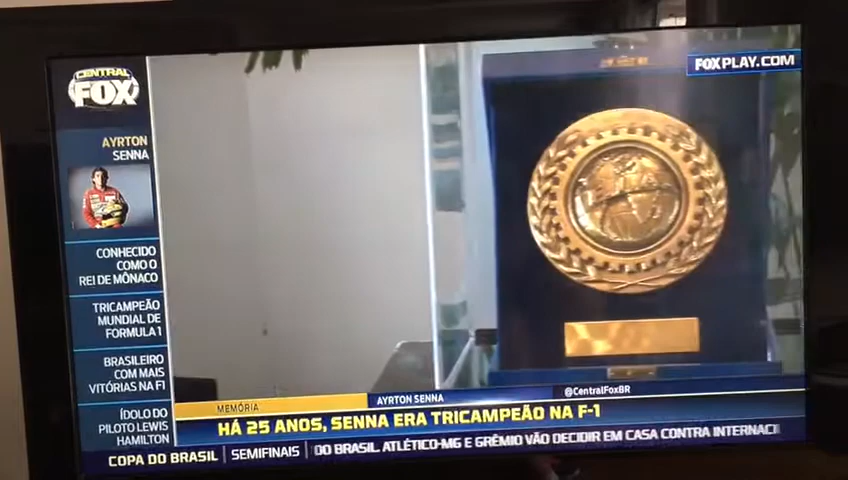 CENTRAL
FOX
FOXPLAY.COM
AYRTON
SENNA
CONHECIDO
COMO O
REI DE MÔNACO
TRICAMPEÃO
MUNDIAL DE
FORMULA 1
BRASILEIRO
COM MAIS
VITÓRIAS NA F1
ÍDOLO DO
PILOTO LEWIS
HAMILTON
MEMÓRIA
AYRTON SENNA
@CentralFoxBR
HÁ 25 ANOS, SENNA ERA TRICAMPEÃO NA F-1
COPA DO BRASIL SEMIFINAIS DO BRASIL. ATLÉTICO-MG E GRÊMIO VÃO DECIDIR EM CASA CONTRA INTERNAC